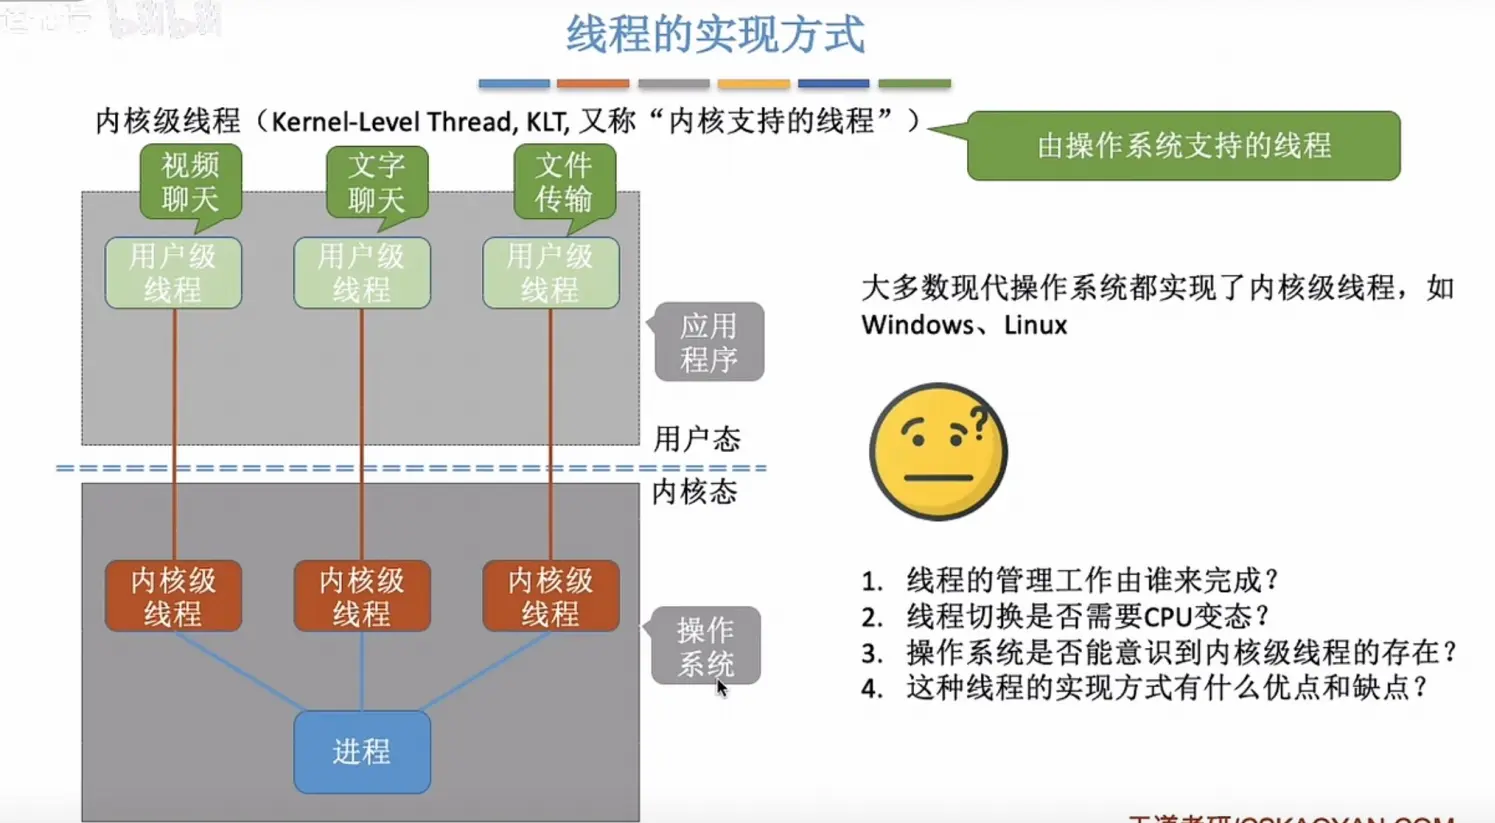 线程的实现方式
内核级线程（Kernel-Level Thread, KLT, 又称“内核支持的线程”）
由操作系统支持的线程
视频
聊天
文字
聊天
文件
传输
用户级
线程
用户级
线程
用户级
线程
应用
程序
大多数现代操作系统都实现了内核级线程，如
Windows、Linux
用户态
内核态
内核级
线程
内核级
线程
内核级
线程
操作
系统
进程
1. 线程的管理工作由谁来完成？
2. 线程切换是否需要CPU变态？
3. 操作系统是否能意识到内核级线程的存在？
4. 这种线程的实现方式有什么优点和缺点？